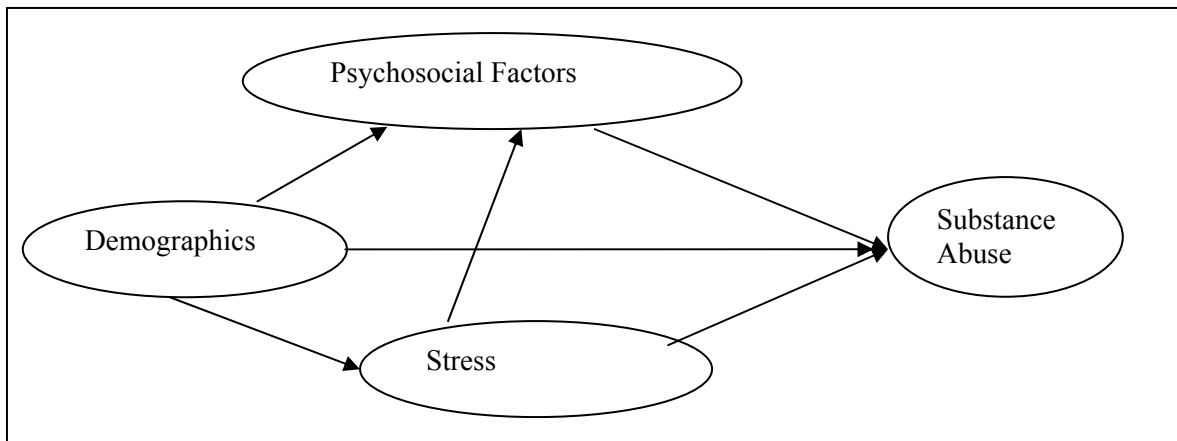 Psychosocial Factors
Demographics
Substance
Abuse
Stress